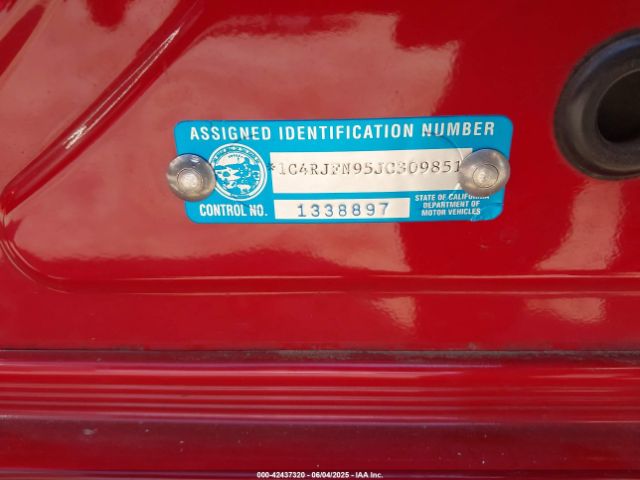 ASSIGNED IDENTIFICATION NUMBER
*1C4RJFN95JC309851
CONTROL NO. 1338897
STATE OF CALIFORNIA
DEPARTMENT OF
MOTOR VEHICLES
000-42437320 - 06/04/2025 - IAA Inc.